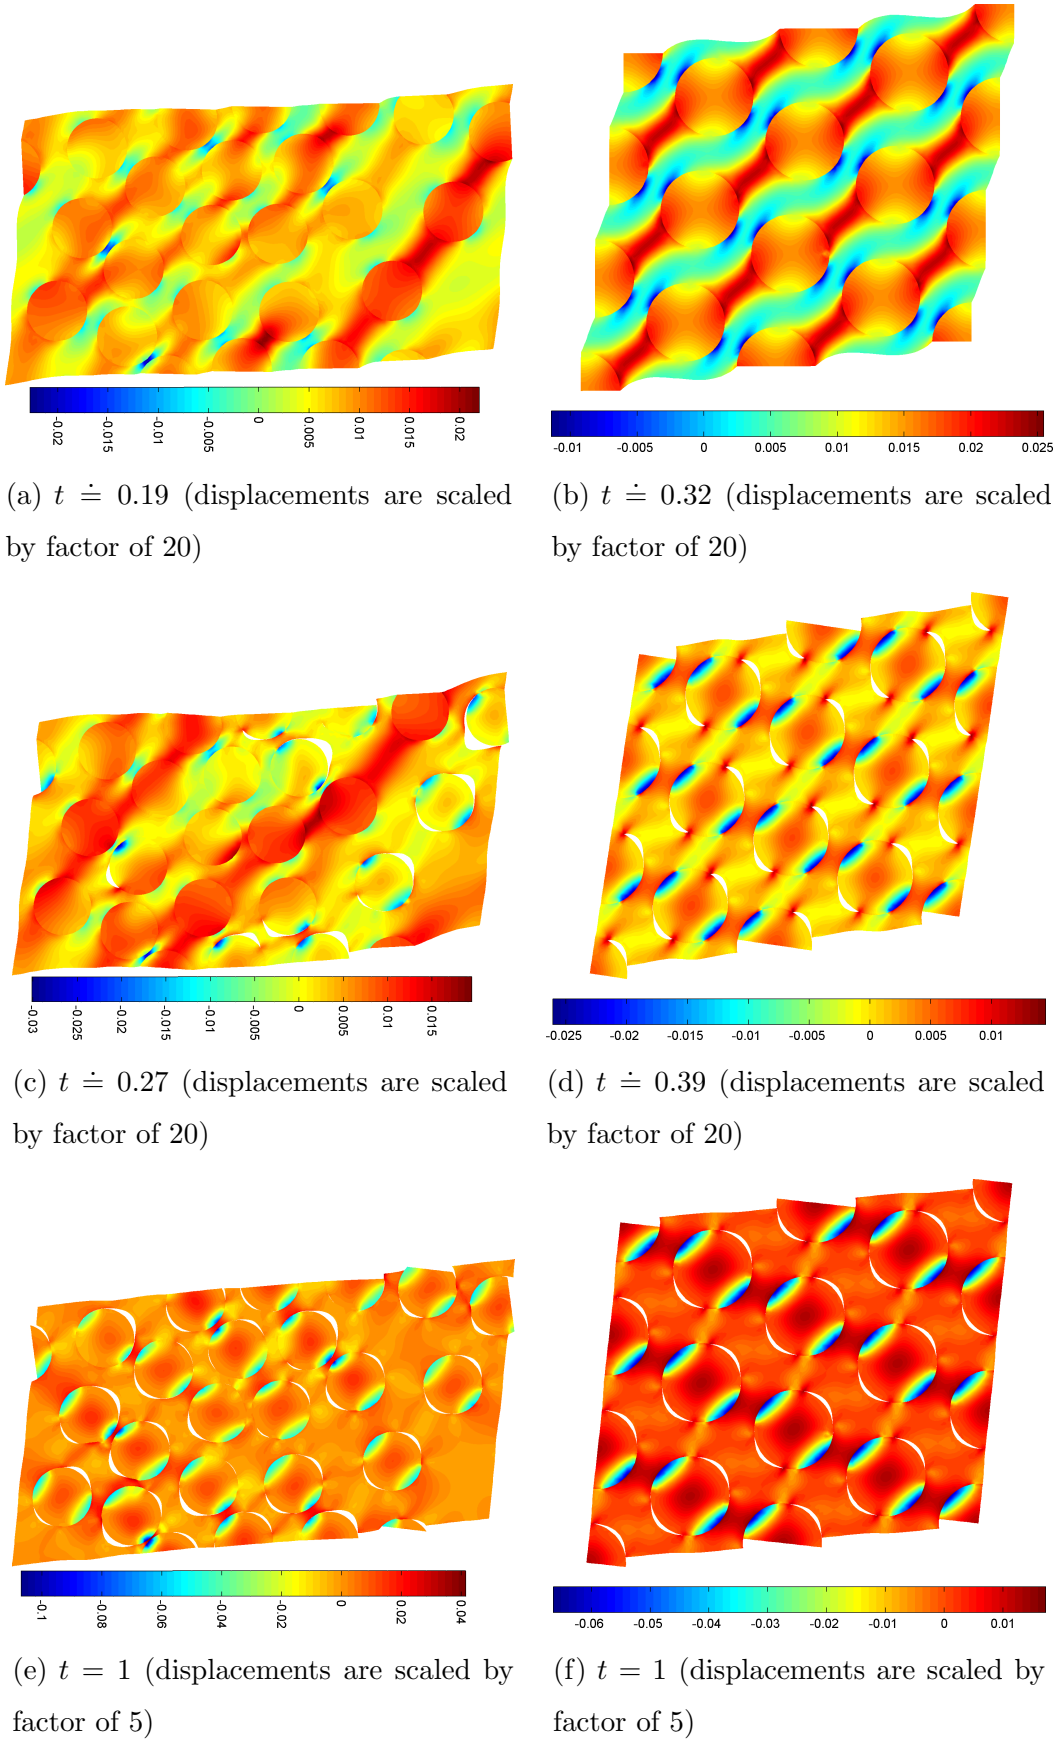 -0.02 -0.015 -0.01 -0.005 0 0.005 0.01 0.015 0.02
-0.01 -0.005 0 0.005 0.010 0.015 0.02 0.025
(a) t ≐ 0.19 (displacements are scaled
by factor of 20)
(b) t ≐ 0.32 (displacements are scaled
by factor of 20)
-0.03 -0.025 -0.02 -0.015 -0.01 -0.005 0 0.005 0.01 0.015
-0.025 -0.02 -0.015 -0.01 -0.005 0 0.005 0.01
(c) t ≐ 0.27 (displacements are scaled
by factor of 20)
(d) t ≐ 0.39 (displacements are scaled
by factor of 20)
-0.1 -0.08 -0.06 -0.04 -0.02 0 0.02 0.04
-0.06 -0.05 -0.04 -0.03 -0.02 -0.01 0 0.01
(e) t = 1 (displacements are scaled by
factor of 5)
(f) t = 1 (displacements are scaled by
factor of 5)